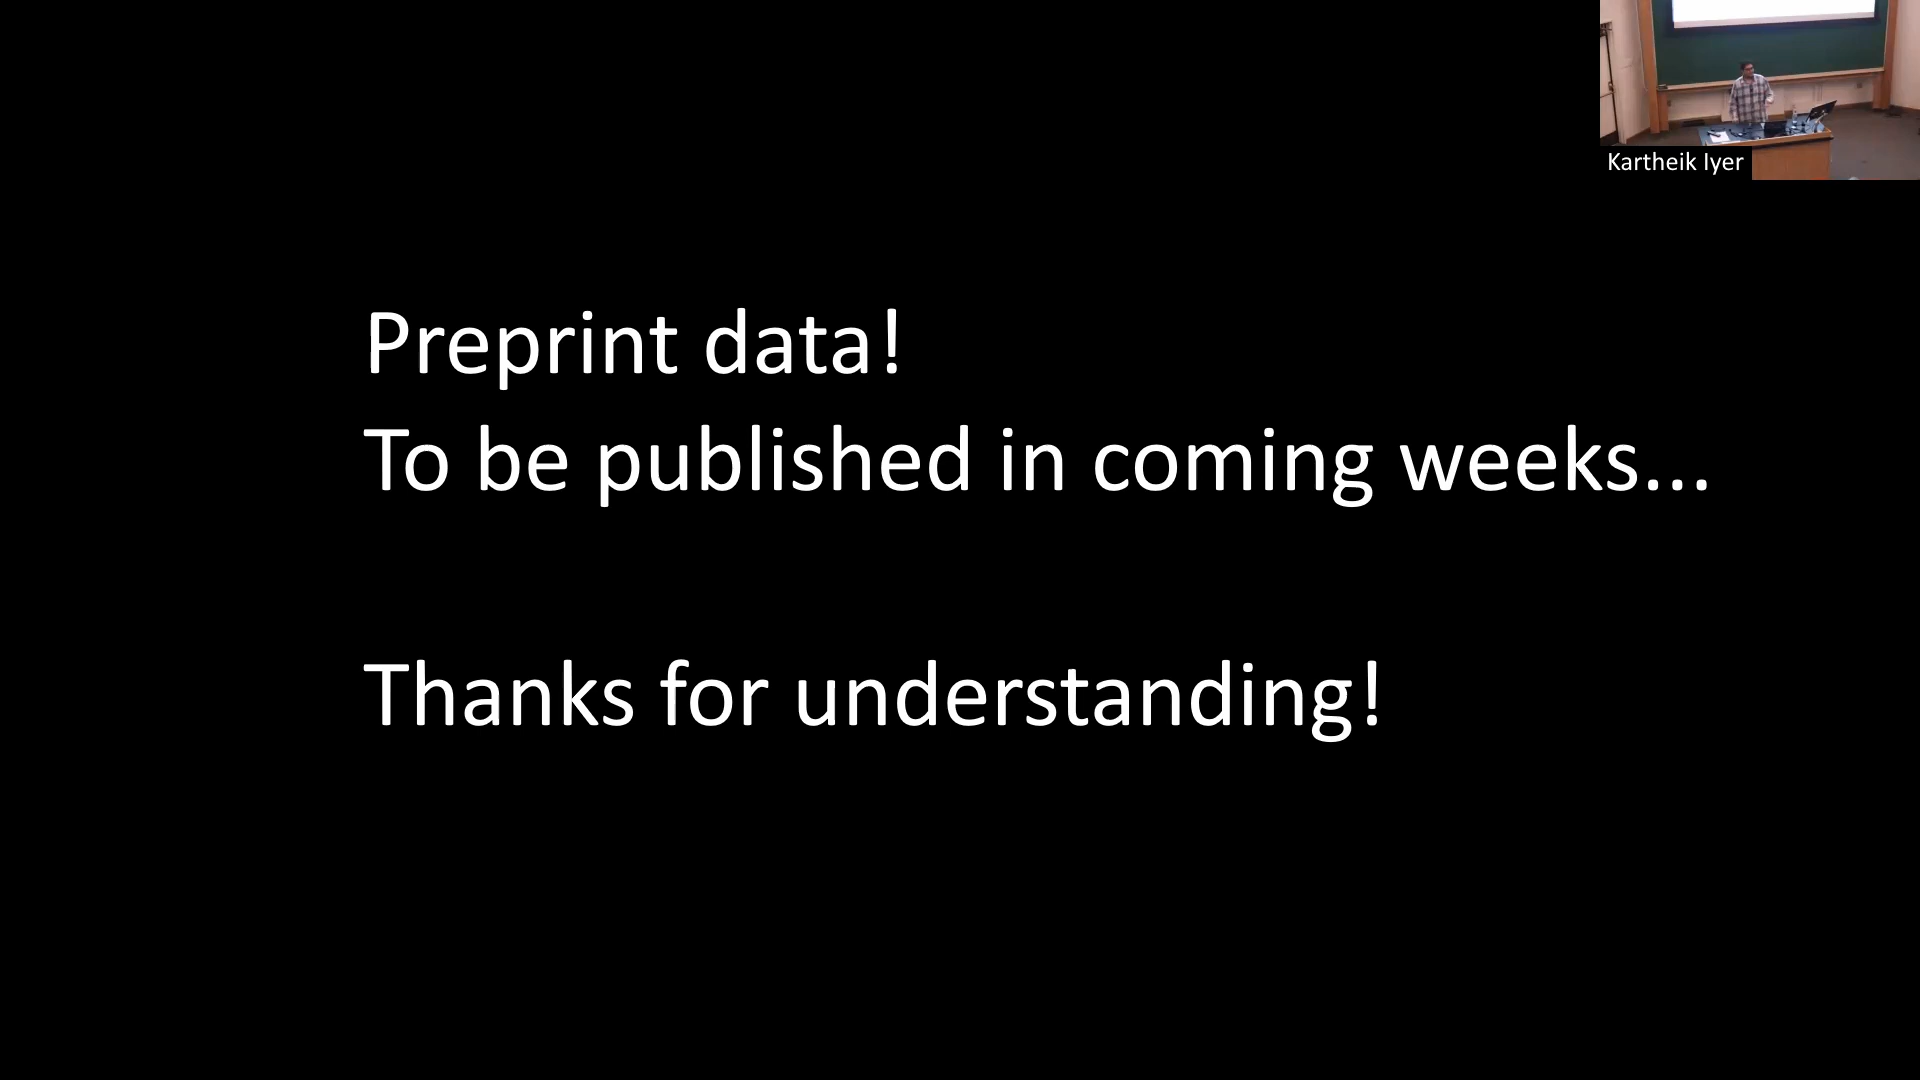 Kartheik Iyer
Preprint data!
To be published in coming weeks...
Thanks for understanding!